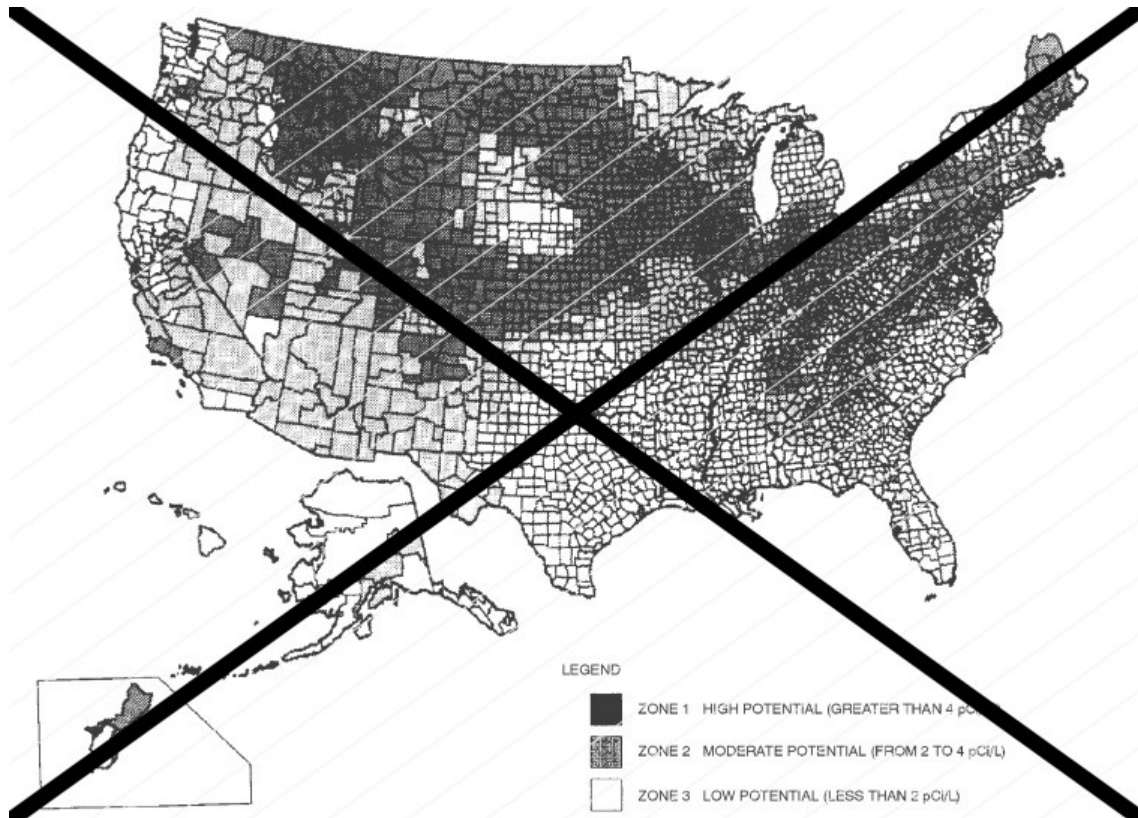 LEGEND
ZONE 1 HIGH POTENTIAL (GREATER THAN 4
ZONE 2 MODERATE POTENTIAL (FROM 2 TO 4 pCi/L)
ZONE 3 LOW POTENTIAL (LESS THAN 2 pCi/L)